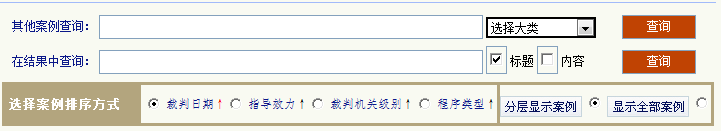 其他案例查询: 选择大类 查询
在结果中查询: 标题 内容 查询
选择案例排序方式 裁判日期↑ 指导效力↑ 裁判机关级别↑ 程序类型↑ 分层显示案例 显示全部案例